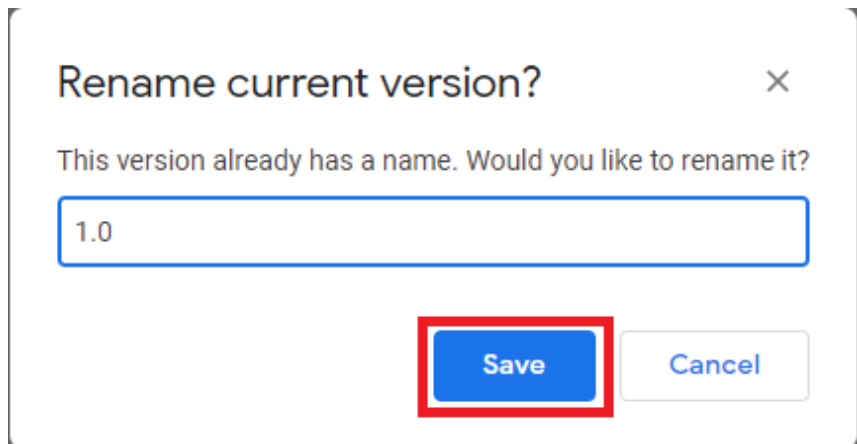 Rename current version?
This version already has a name. Would you like to rename it?
1.0
Save
Cancel